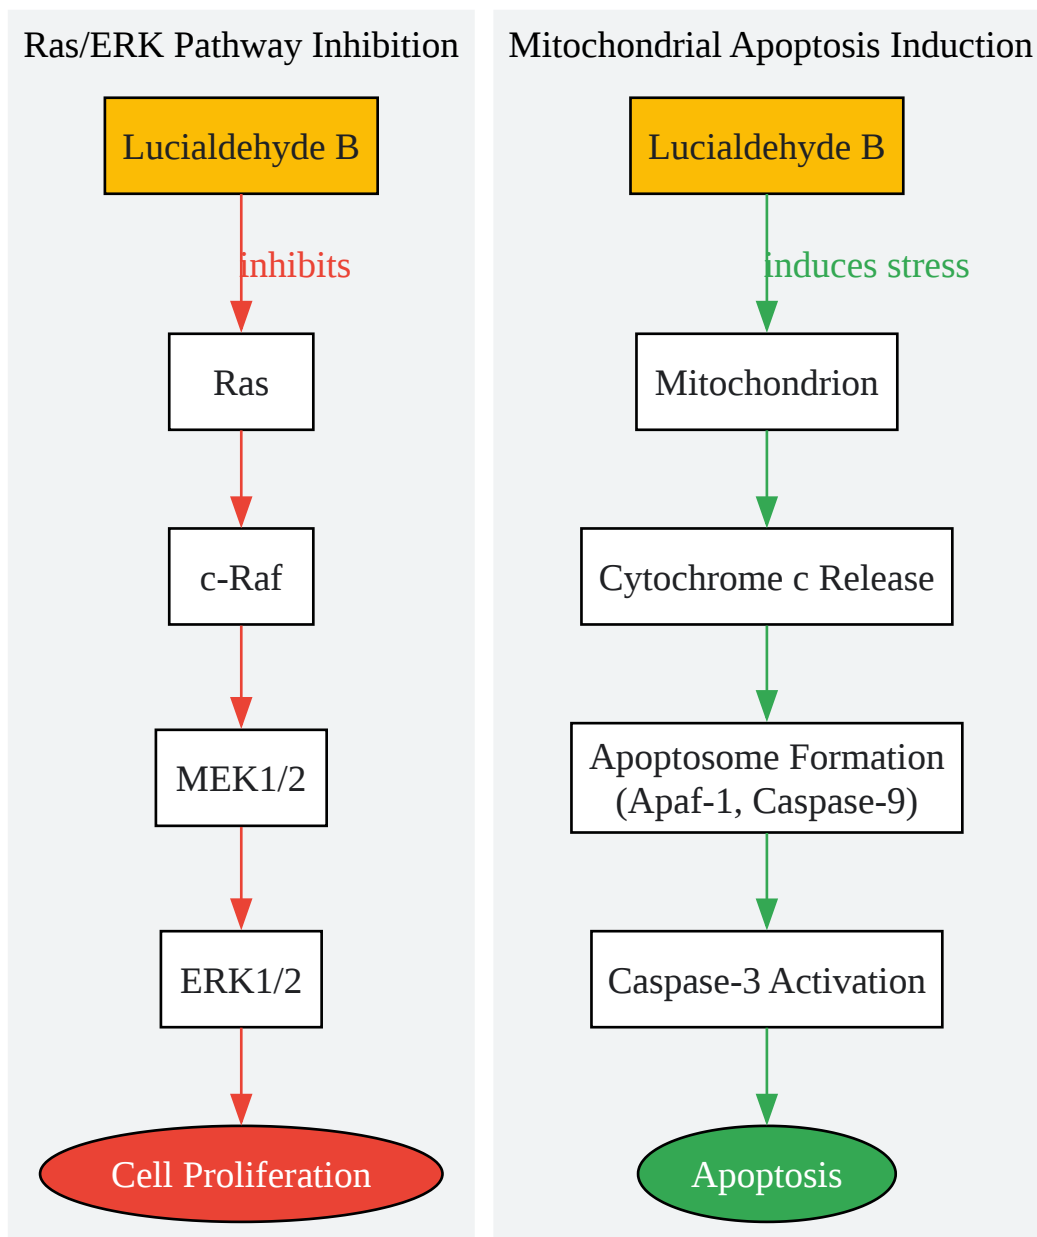 Ras/ERK Pathway Inhibition
Lucialdehyde B
inhibits
Ras
c-Raf
MEK1/2
ERK1/2
Cell Proliferation
Mitochondrial Apoptosis Induction
Lucialdehyde B
induces stress
Mitochondrion
Cytochrome c Release
Apoptosome Formation
(Apaf-1, Caspase-9)
Caspase-3 Activation
Apoptosis